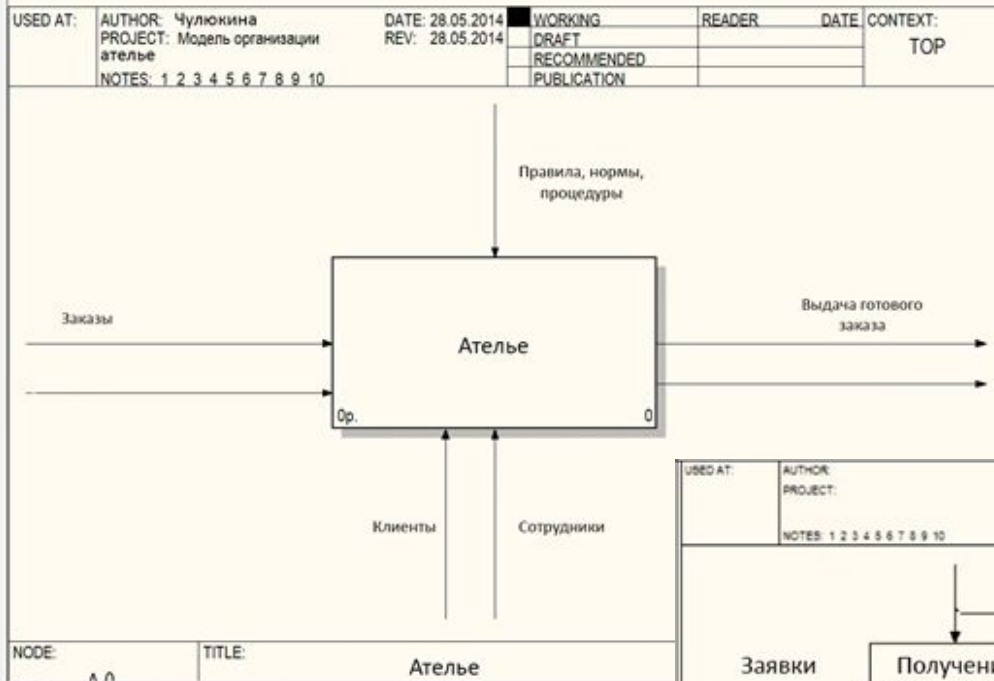 USED AT:
AUTHOR: Чулюкина
DATE: 28.05.2014
WORKING
READER
DATE
CONTEXT:
PROJECT: Модель организации
REV: 28.05.2014
DRAFT
TOP
ателье
RECOMMENDED
NOTES: 1 2 3 4 5 6 7 8 9 10
PUBLICATION
Правила, нормы,
процедуры
Заказы
Выдача готового
заказа
Ателье
0р.
0
Клиенты
Сотрудники
USED AT:
AUTHOR:
PROJECT:
NOTES: 1 2 3 4 5 6 7 8 9 10
NODE:
TITLE:
Ателье
Заявки